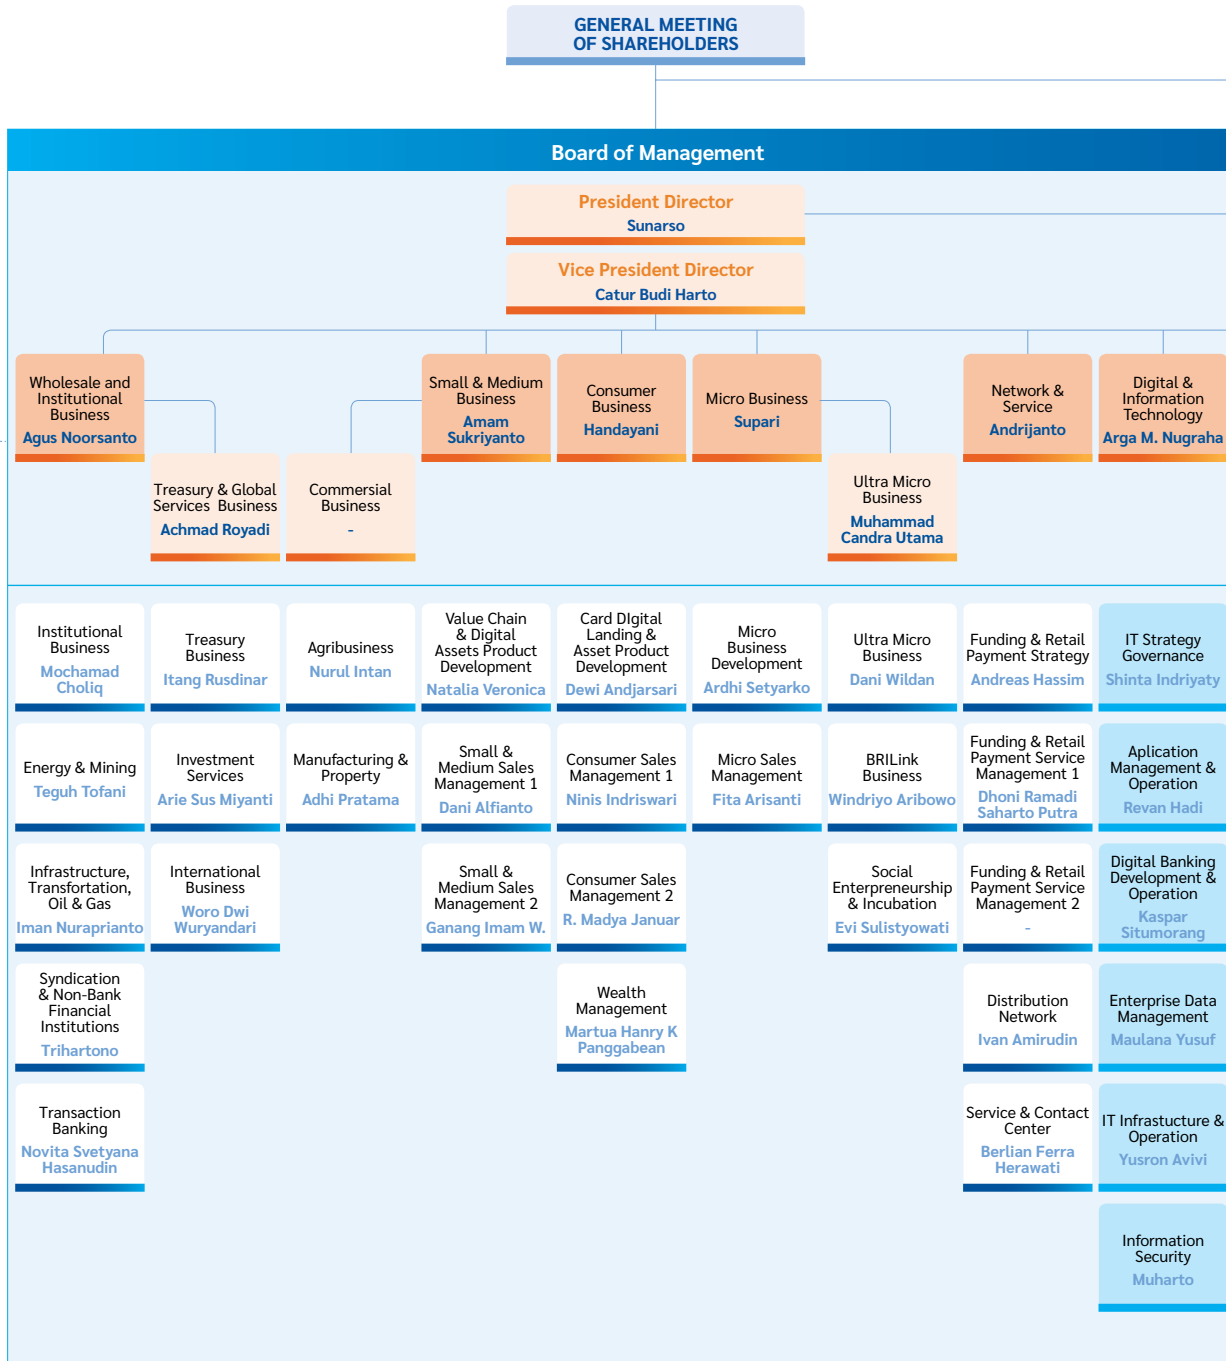 GENERAL MEETING
OF SHAREHOLDERS
Board of Management
President Director
Sunarso
Vice President Director
Catur Budi Harto
Wholesale and
Institutional
Business
Agus Noorsanto
Small & Medium
Business
Amam
Sukriyanto
Consumer
Business
Handayani
Micro Business
Supari
Network &
Service
Andrijanto
Digital &
Information
Technology
Arga M. Nugraha
Treasury & Global
Services Business
Achmad Royadi
Commersial
Business
-
Ultra Micro
Business
Muhammad
Candra Utama
Institutional
Business
Mochamad
Choliq
Treasury
Business
Itang Rusdinar
Agribusiness
Nurul Intan
Value Chain
& Digital
Assets Product
Development
Natalia Veronica
Card DIgital
Landing &
Asset Product
Development
Dewi Andjarsari
Micro
Business
Development
Ardhi Setyarko
Ultra Micro
Business
Dani Wildan
Funding & Retail
Payment Strategy
Andreas Hassim
IT Strategy
Governance
Shinta Indriyaty
Energy & Mining
Teguh Tofani
Investment
Services
Arie Sus Miyanti
Manufacturing &
Property
Adhi Pratama
Small &
Medium Sales
Management 1
Dani Alfianto
Consumer Sales
Management 1
Ninis Indriswari
Micro Sales
Management
Fita Arisanti
BRILink
Business
Windriyo Aribowo
Funding & Retail
Payment Service
Management 1
Dhoni Ramadi
Saharto Putra
Aplication
Management &
Operation
Revan Hadi
Infrastructure,
Transfortation,
Oil & Gas
Iman Nuraprianto
International
Business
Woro Dwi
Wuryandari
Small &
Medium Sales
Management 2
Ganang Imam W.
Consumer Sales
Management 2
R. Madya Januar
Social
Enterpreneurship
& Incubation
Evi Sulistyowati
Funding & Retail
Payment Service
Management 2
-
Digital Banking
Development &
Operation
Kaspar
Situmorang
Syndication
& Non-Bank
Financial
Institutions
Trihartono
Wealth
Management
Martua Hanry K
Panggabean
Distribution
Network
Ivan Amirudin
Enterprise Data
Management
Maulana Yusuf
Transaction
Banking
Novita Svetyana
Hasanudin
Service & Contact
Center
Berlian Ferra
Herawati
IT Infrastucture &
Operation
Yusron Avivi
Information
Security
Muharto